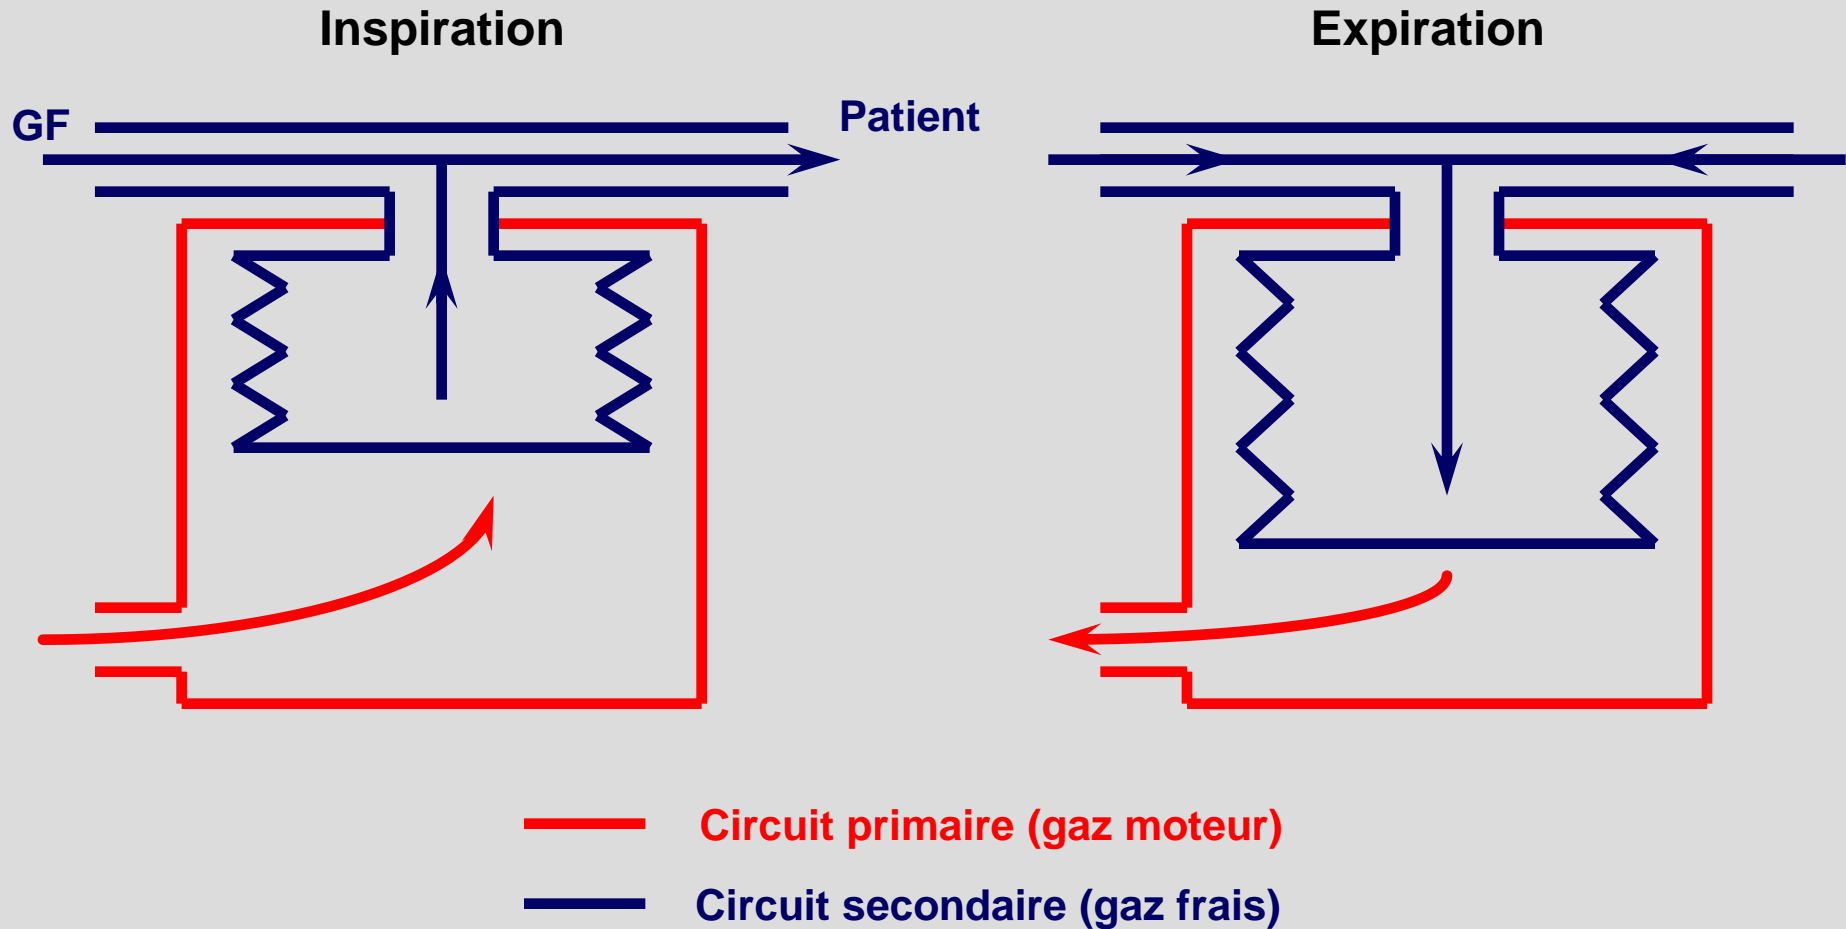 Inspiration
Expiration
GF
Patient
Circuit primaire (gaz moteur)
Circuit secondaire (gaz frais)